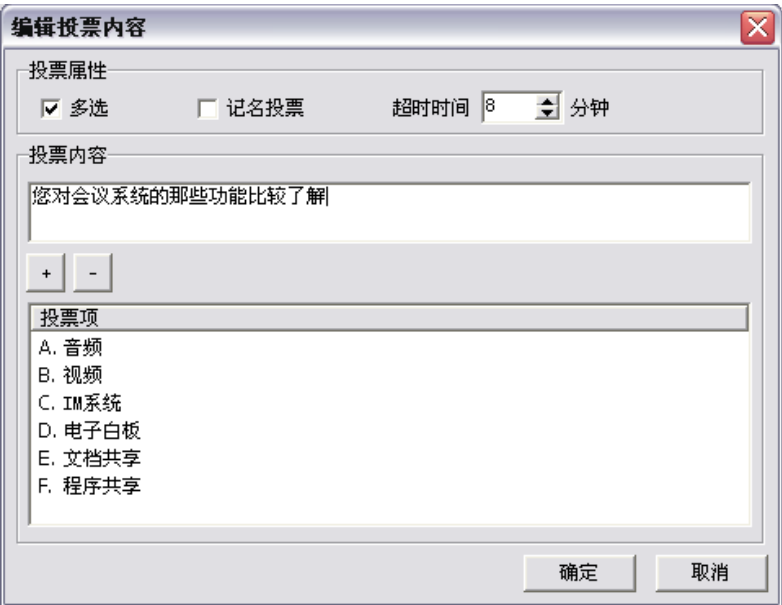 编辑投票内容
投票属性
多选 记名投票 超时时间 8 分钟
投票内容
您对会议系统的那些功能比较了解
+ -
投票项
A. 音频
B. 视频
C. IM系统
D. 电子白板
E. 文档共享
F. 程序共享
确定 取消